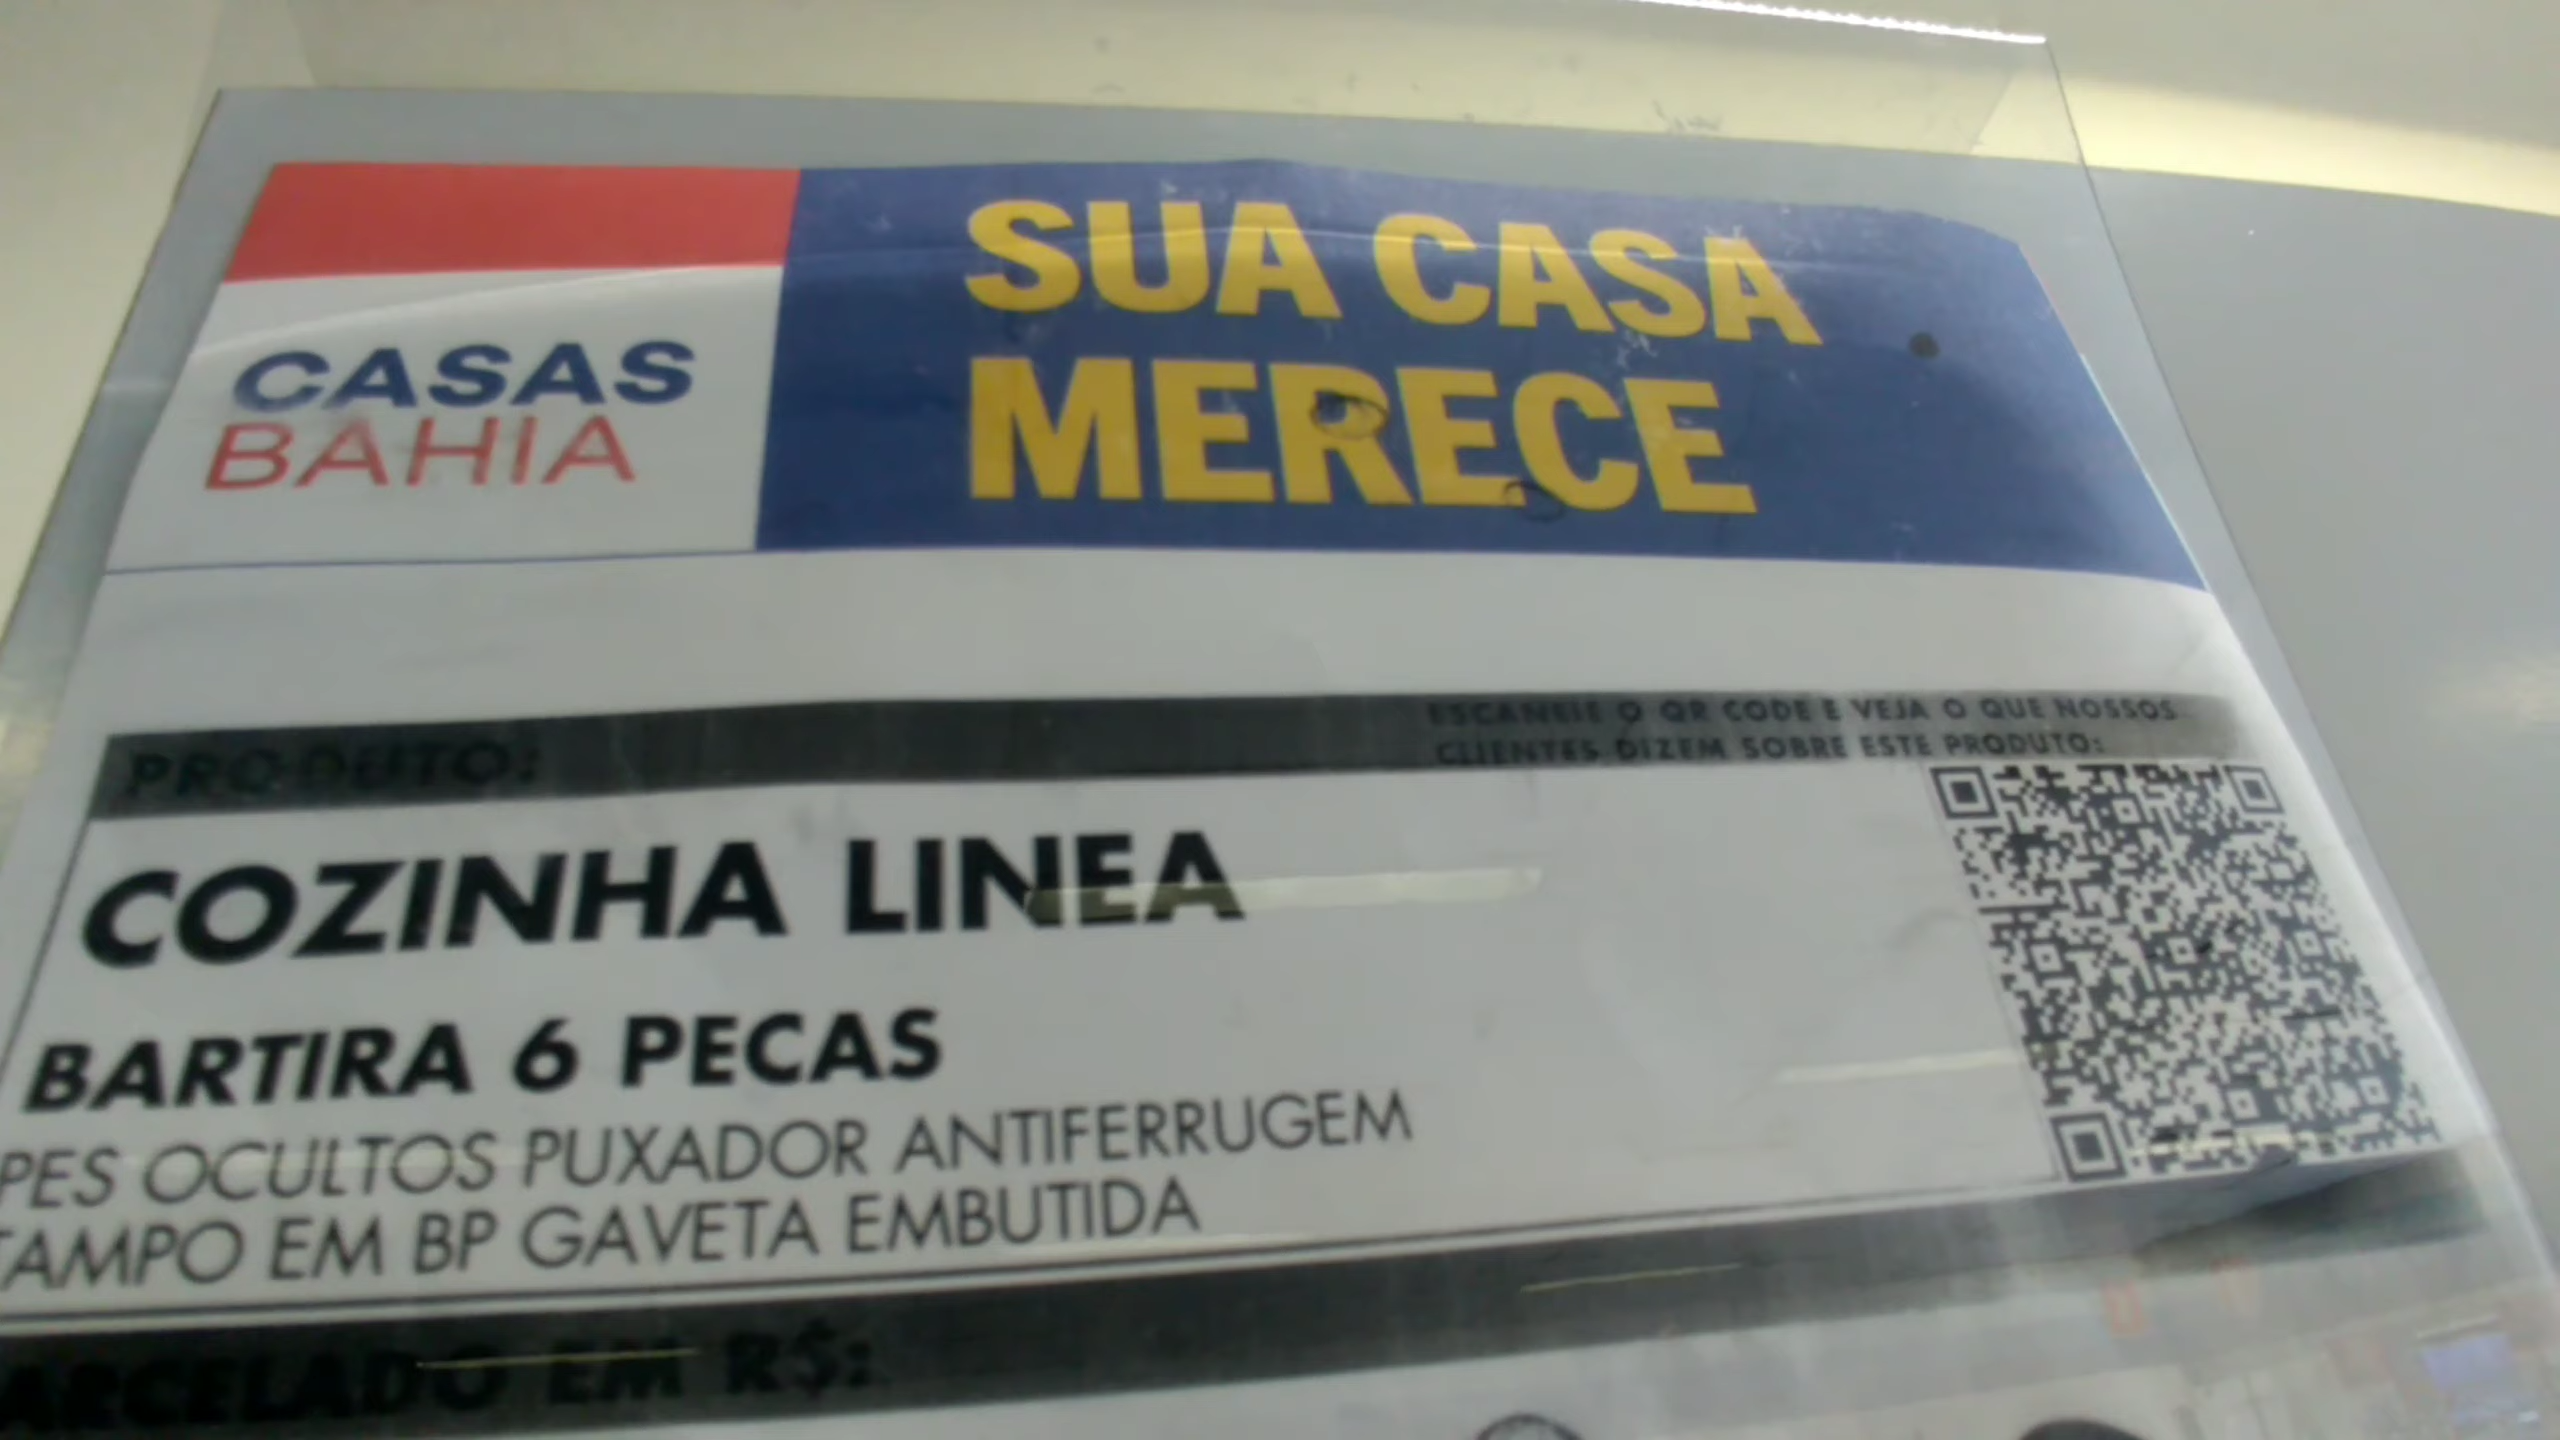 CASAS
BAHIA
SUA CASA
MERECE
PRODUTO:
ESCANEIE O QR CODE E VEJA O QUE NOSSOS
CLIENTES DIZEM SOBRE ESTE PRODUTO:
COZINHA LINEA
BARTIRA 6 PECAS
PES OCULTOS PUXADOR ANTIFERRUGEM
TAMPO EM BP GAVETA EMBUTIDA
ARCELADO EM R$: